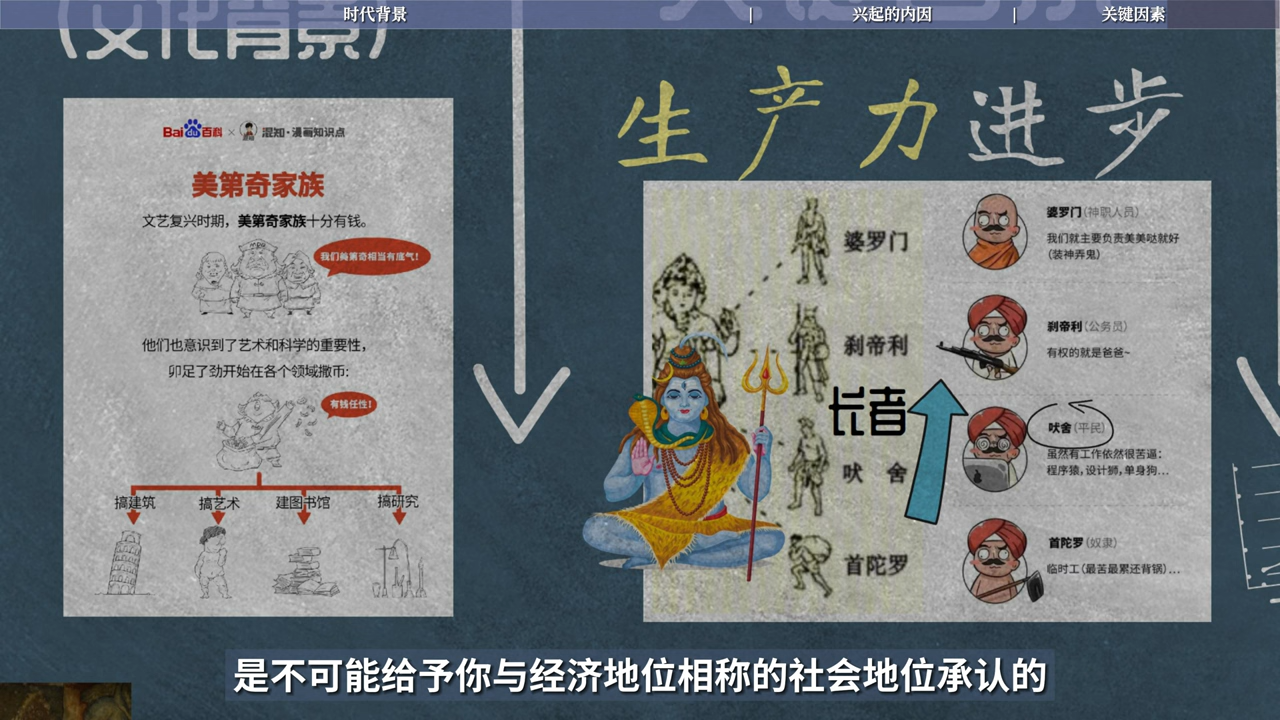 时代背景 | 兴起的内因 | 关键因素
(文化背景)
生产力进步
Bai du 百科 × 混知·漫画知识点
美第奇家族
文艺复兴时期，美第奇家族十分有钱。
我们美第奇相当有底气！
他们也意识到了艺术和科学的重要性，
卯足了劲开始在各个领域撒币:
有钱任性！
搞建筑 搞艺术 建图书馆 搞研究
婆罗门
刹帝利
吠 舍
首陀罗
长者
婆罗门(神职人员)
我们就主要负责美美哒就好
(装神弄鬼)
刹帝利(公务员)
有权的就是爸爸~
吠舍(平民)
虽然有工作依然很苦逼：
程序猿，设计狮，单身狗…
首陀罗(奴隶)
临时工(最苦最累还背锅)…
是不可能给予你与经济地位相称的社会地位承认的